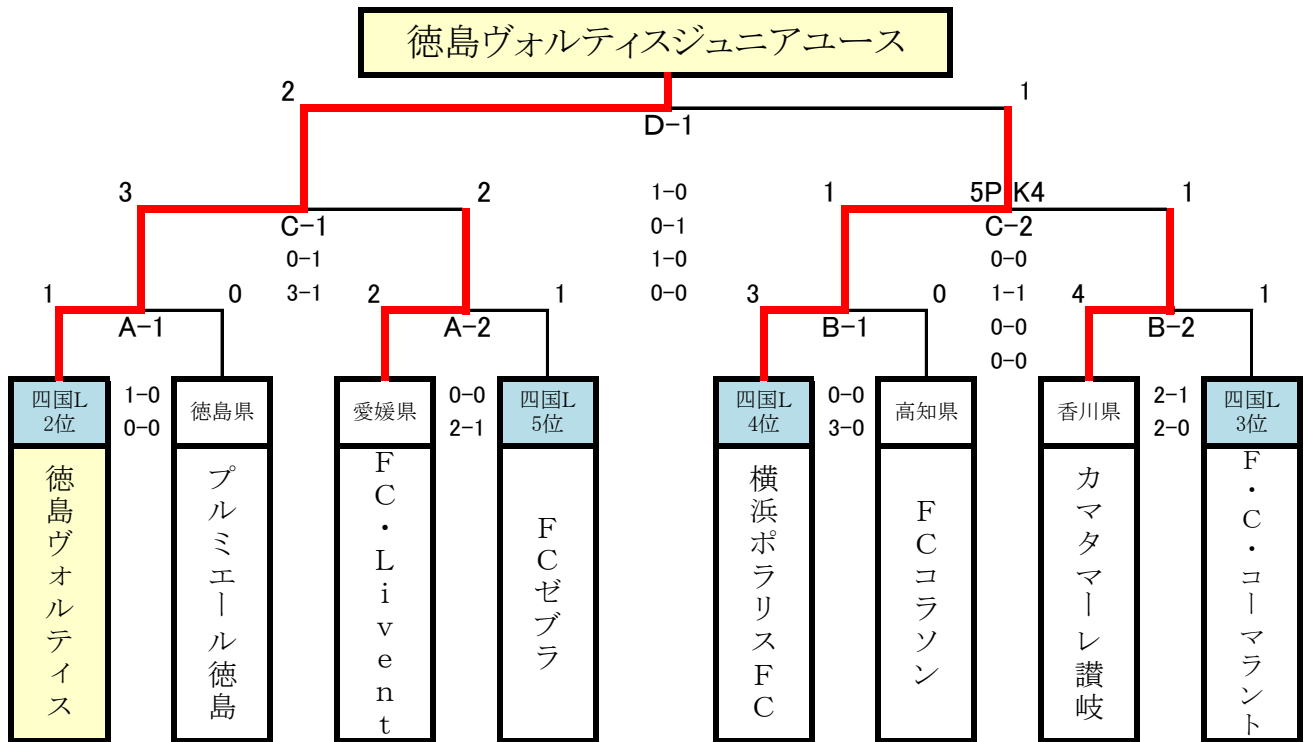 徳島ヴォルティスジュニアユース
2
1
D-1
3
2
1
5P K4
1
C-1
C-2
0-1
3-1
1-0
0-1
1-0
0-0
0-0
1-1
0-0
0-0
1
0
2
1
3
0
4
1
A-1
A-2
B-1
B-2
四国L
2位
1-0
0-0
徳島県
愛媛県
0-0
2-1
四国L
5位
四国L
4位
0-0
3-0
高知県
香川県
2-1
2-0
四国L
3位
徳島ヴォルティス
プルミエール徳島
FC・Livent
FCゼブラ
横浜ポラリスFC
FCコラソン
カマタマーレ讃岐
F・C・コーマラント